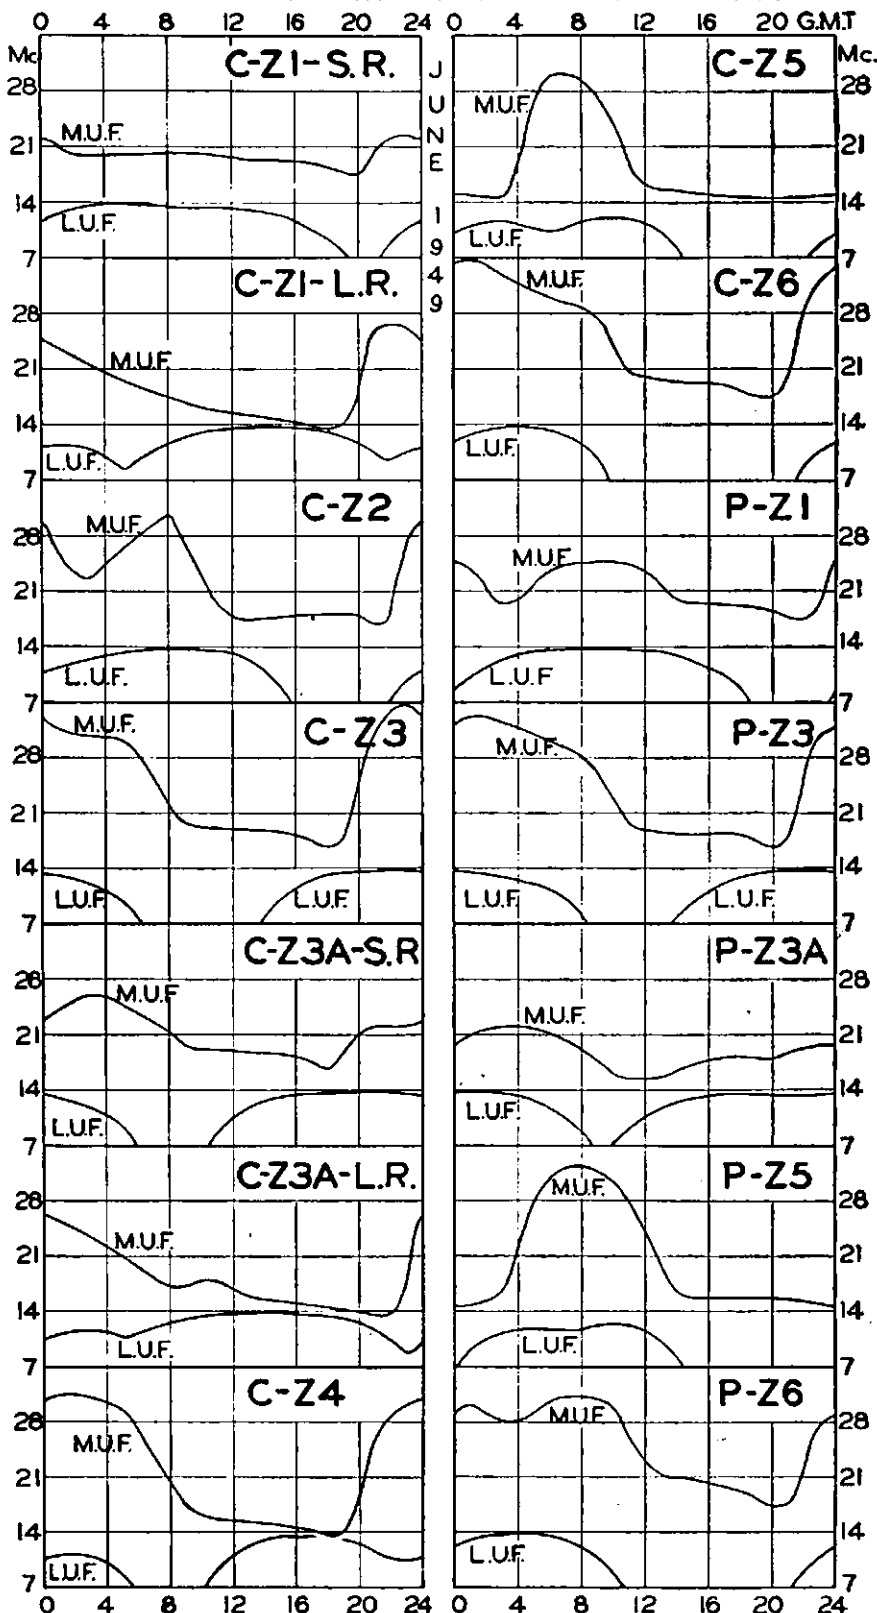 0 4 8 12 16 20 24
0 4 8 12 16 20 G.M.T
JUNE 1949
Mc
C-Z1-S.R.
28
M.U.F.
21
14
L.U.F.
7
C-Z1-L.R.
28
21
M.U.F.
14
L.U.F.
7
C-Z2
28
M.U.F.
21
14
L.U.F.
7
C-Z3
M.U.F.
28
21
14
L.U.F. L.U.F.
7
C-Z3A-S.R
28
M.U.F
21
14
L.U.F.
7
C-Z3A-L.R.
28
M.U.F.
21
14
L.U.F.
7
C-Z4
28
M.U.F.
21
14
L.U.F.
7
0 4 8 12 16 20 24
Mc.
C-Z5
28
M.U.F.
21
14
L.U.F
7
C-Z6
M.U.F.
28
21
14
L.U.F.
7
P-Z1
28
M.U.F
21
14
L.U.F
7
P-Z3
M.U.F.
28
21
14
L.U.F. L.U.F.
7
P-Z3A
28
M.U.F.
21
14
L.U.F.
7
P-Z5
M.U.F.
28
21
14
L.U.F.
7
P-Z6
M.U.F
28
21
14
L.U.F.
7
0 4 8 12 16 20 24